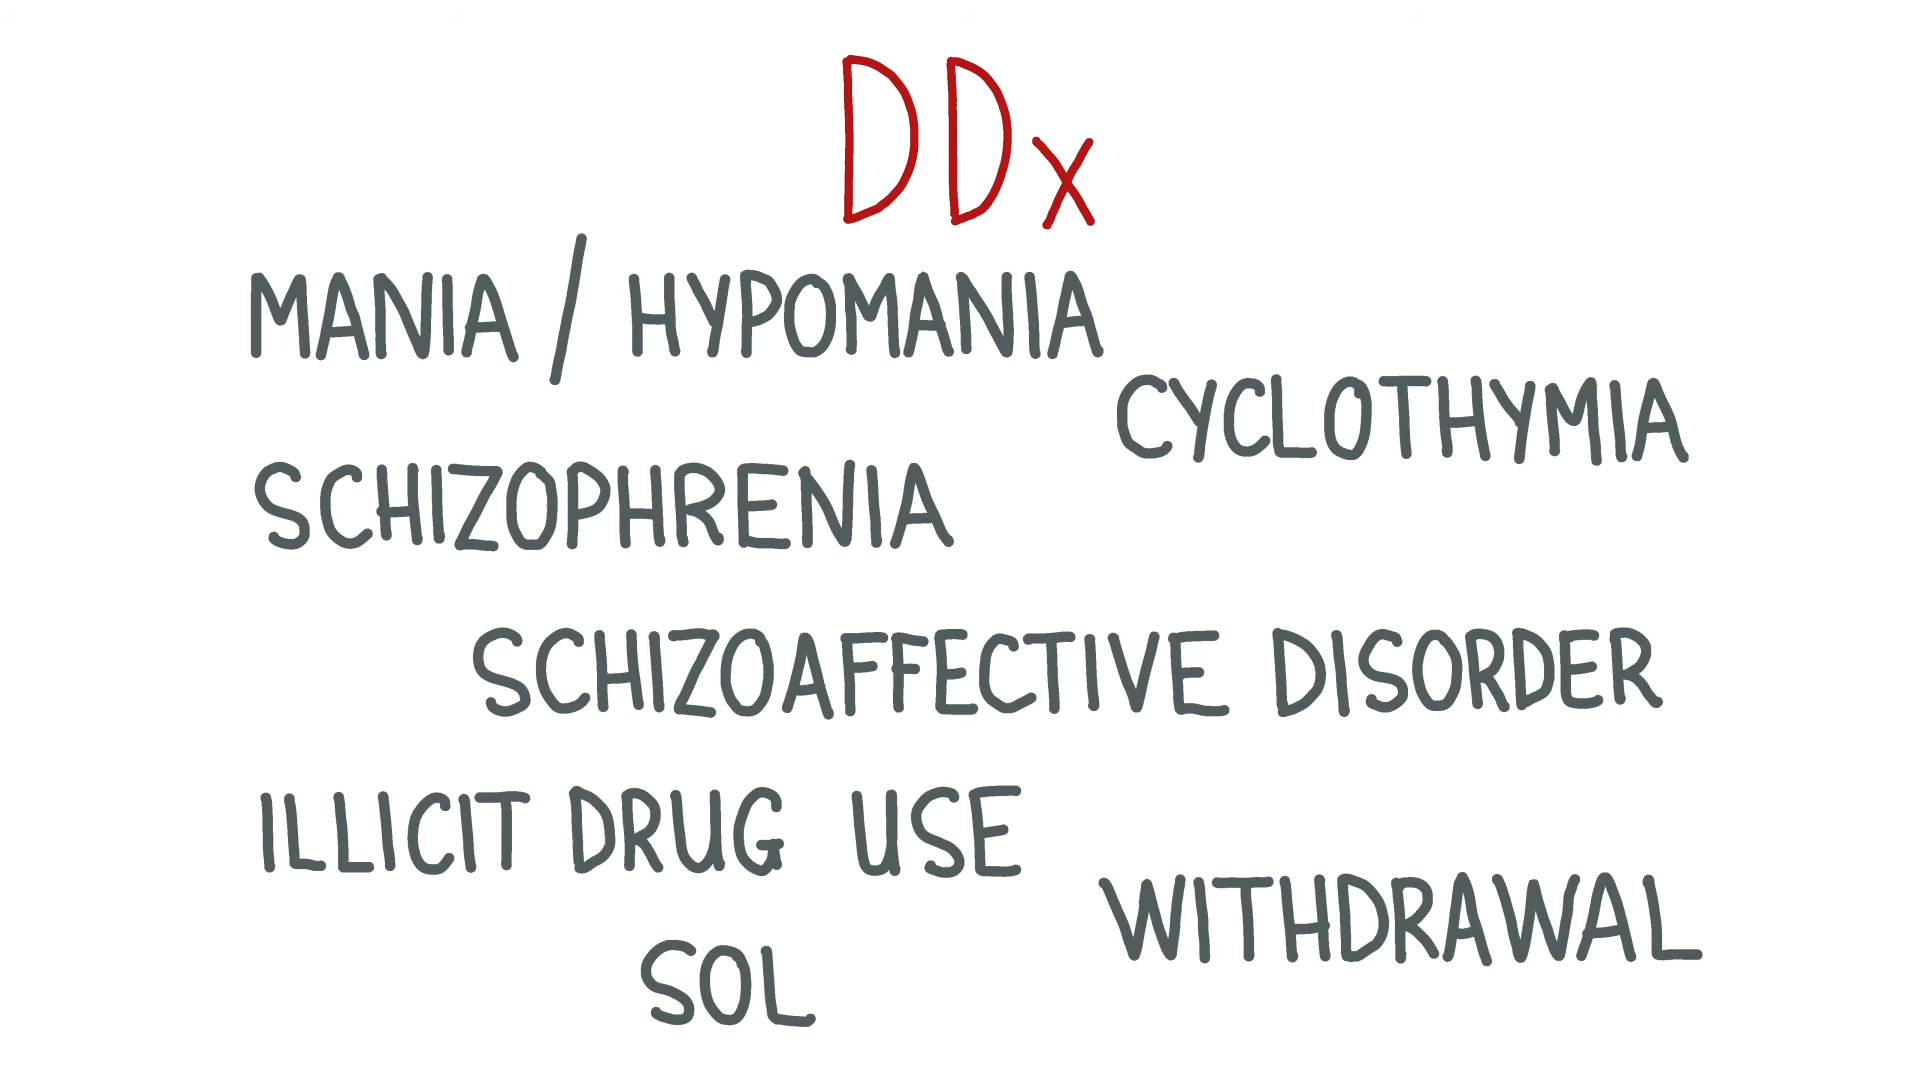 DDx
MANIA / HYPOMANIA
CYCLOTHYMIA
SCHIZOPHRENIA
SCHIZOAFFECTIVE DISORDER
ILLICIT DRUG USE
WITHDRAWAL
SOL